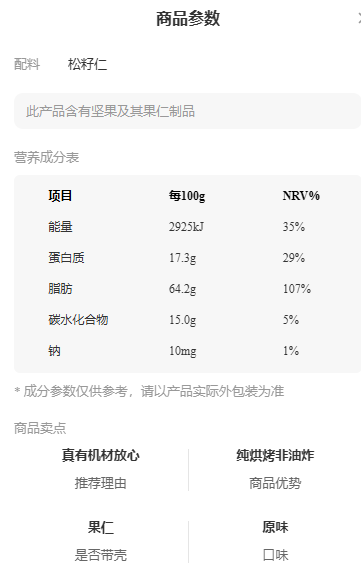 商品参数
配料 松籽仁
此产品含有坚果及其果仁制品
营养成分表
项目 每100g NRV%
能量 2925kJ 35%
蛋白质 17.3g 29%
脂肪 64.2g 107%
碳水化合物 15.0g 5%
钠 10mg 1%
* 成分参数仅供参考，请以产品实际外包装为准
商品卖点
真有机材放心 纯烘烤非油炸
推荐理由 商品优势
果仁 原味
是否带壳 口味